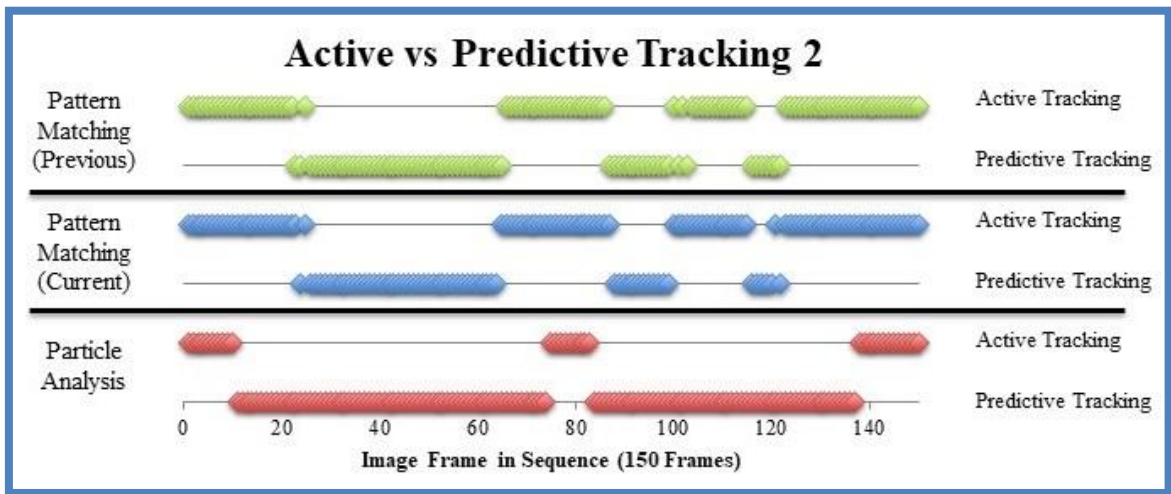 Active vs Predictive Tracking 2
Pattern
Matching
(Previous)
Active Tracking
Predictive Tracking
Pattern
Matching
(Current)
Active Tracking
Predictive Tracking
Particle
Analysis
Active Tracking
Predictive Tracking
0 20 40 60 80 100 120 140
Image Frame in Sequence (150 Frames)